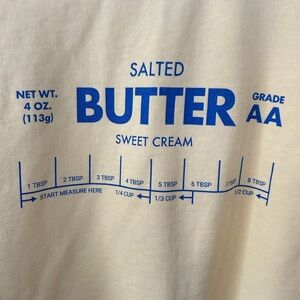 SALTED
NET WT.
4 OZ.
(113g)
BUTTER
GRADE
AA
SWEET CREAM
1 TBSP 2 TBSP 3 TBSP 4 TBSP 5 TBSP 6 TBSP 7 TBSP 8 TBSP
START MEASURE HERE 1/4 CUP 1/3 CUP 1/2 CUP